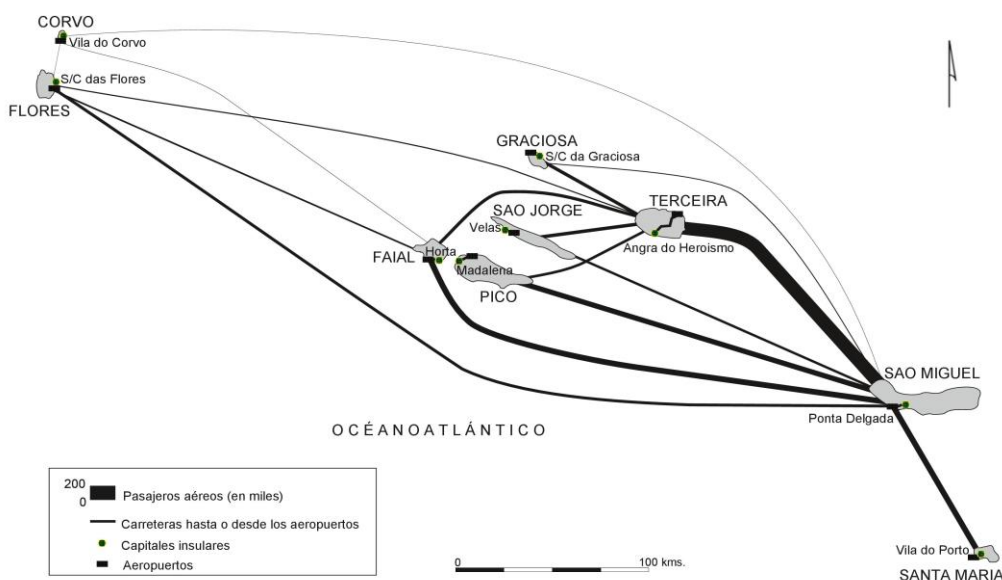 CORVO
Vila do Corvo
S/C das Flores
FLORES
GRACIOSA
S/C da Graciosa
TERCEIRA
SAO JORGE
Velas
Angra do Heroismo
FAIAL
Horta
Madalena
PICO
SAO MIGUEL
Ponta Delgada
OCÉANOATLÁNTICO
200
0
Pasajeros aéreos (en miles)
Carreteras hasta o desde los aeropuertos
Capitales insulares
Aeropuertos
0
100 kms.
Vila do Porto
SANTA MARIA